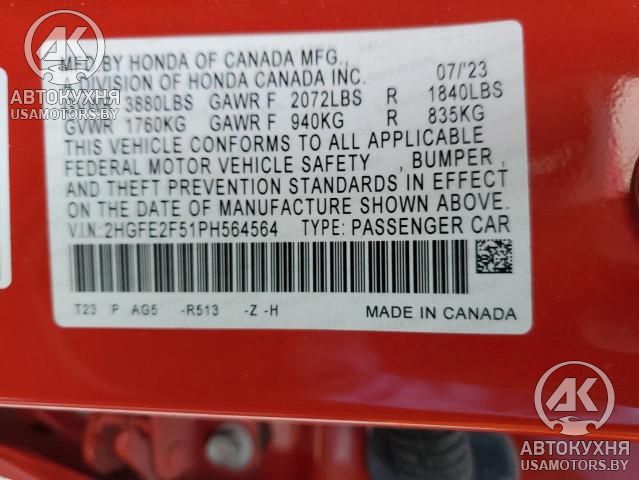 MFD BY HONDA OF CANADA MFG.,
A DIVISION OF HONDA CANADA INC. 07/'23
3880LBS GAWR F 2072LBS R 1840LBS
GVWR 1760KG GAWR F 940KG R 835KG
THIS VEHICLE CONFORMS TO ALL APPLICABLE
FEDERAL MOTOR VEHICLE SAFETY , BUMPER ,
AND THEFT PREVENTION STANDARDS IN EFFECT
ON THE DATE OF MANUFACTURE SHOWN ABOVE.
V.I.N.:2HGFE2F51PH564564 TYPE: PASSENGER CAR
T23 P AG5 -R513 -Z -H MADE IN CANADA
АК
АВТОКУХНЯ
USAMOTORS.BY
АК
АВТОКУХНЯ
USAMOTORS.BY